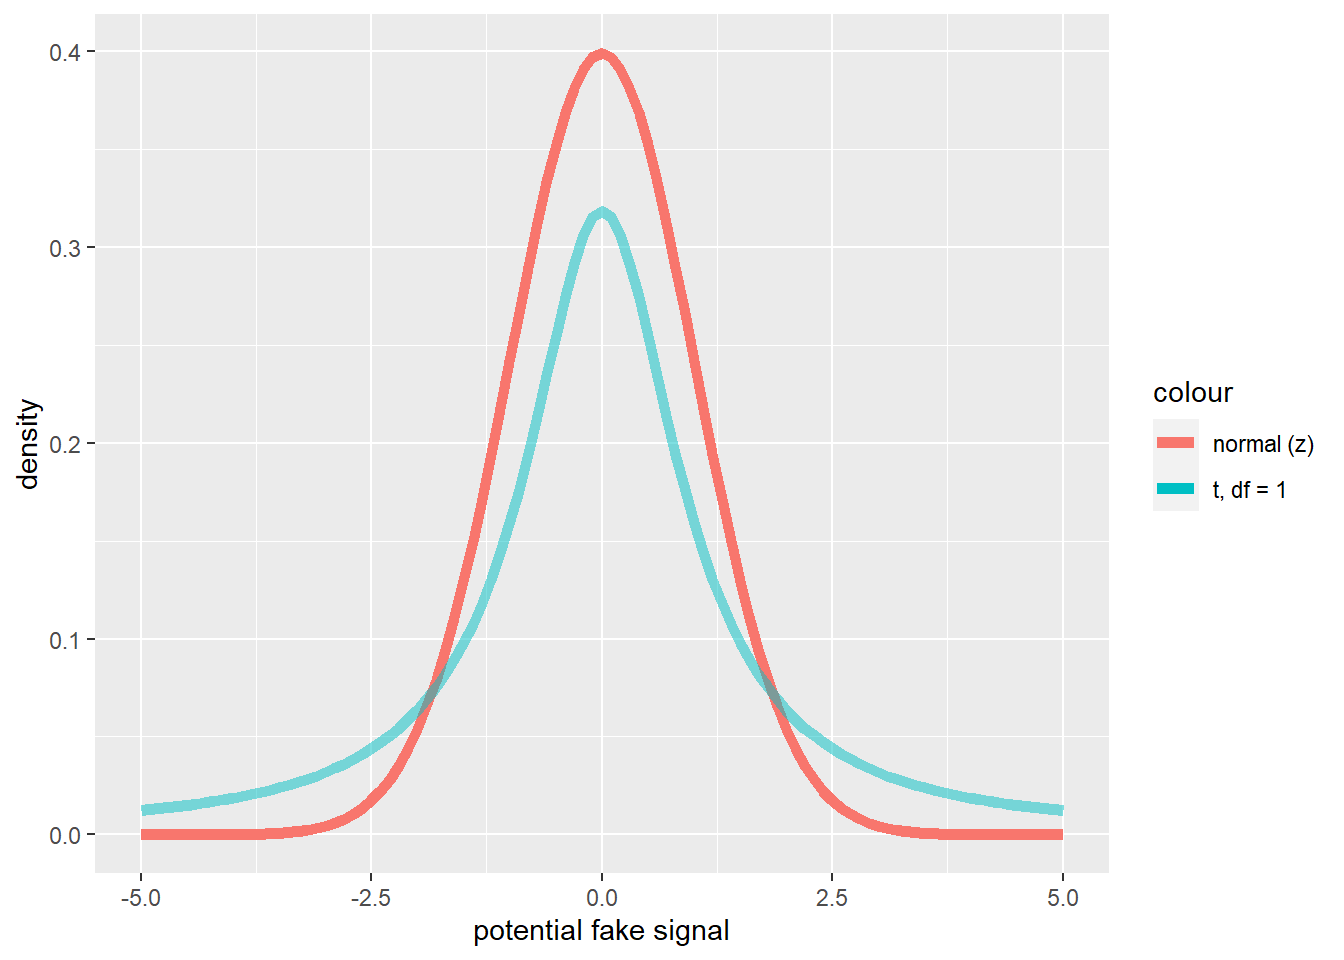 0.4
0.3
0.2
0.1
0.0
density
-5.0 -2.5 0.0 2.5 5.0
potential fake signal
colour
normal (z)
t, df = 1